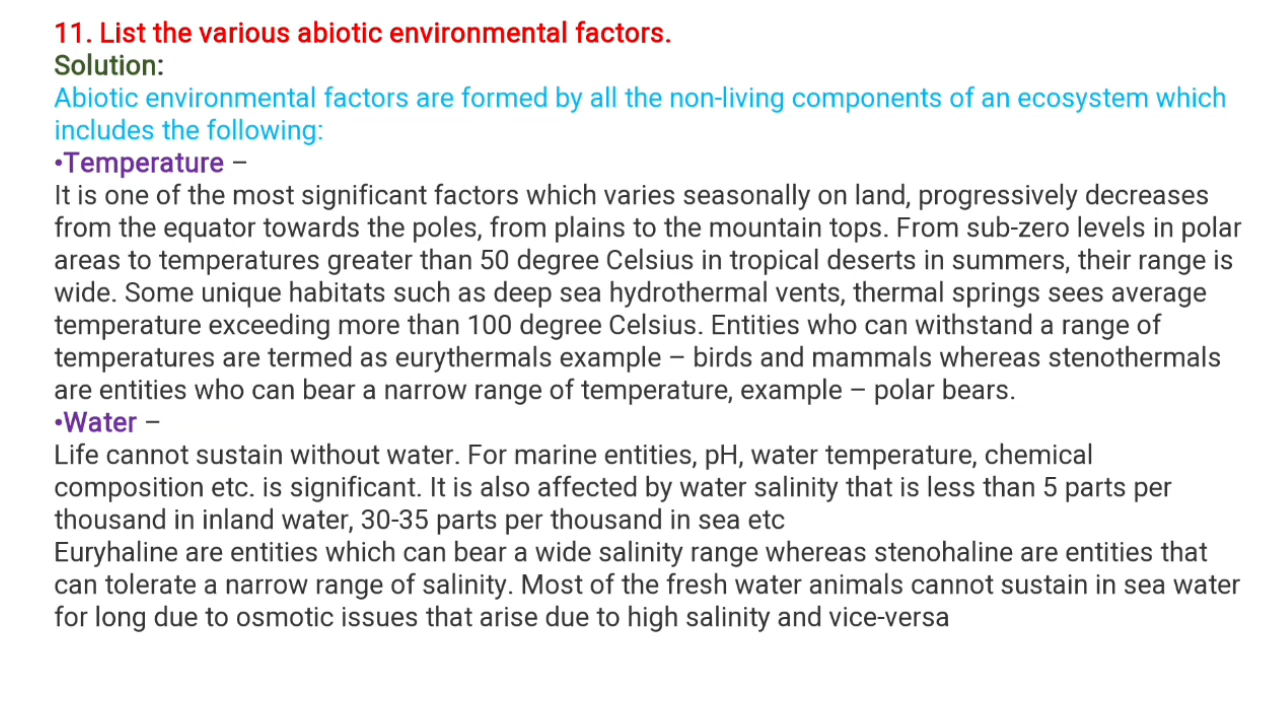 11. List the various abiotic environmental factors.
Solution:
Abiotic environmental factors are formed by all the non-living components of an ecosystem which
includes the following:
•Temperature –
It is one of the most significant factors which varies seasonally on land, progressively decreases
from the equator towards the poles, from plains to the mountain tops. From sub-zero levels in polar
areas to temperatures greater than 50 degree Celsius in tropical deserts in summers, their range is
wide. Some unique habitats such as deep sea hydrothermal vents, thermal springs sees average
temperature exceeding more than 100 degree Celsius. Entities who can withstand a range of
temperatures are termed as eurythermals example – birds and mammals whereas stenothermals
are entities who can bear a narrow range of temperature, example – polar bears.
•Water –
Life cannot sustain without water. For marine entities, pH, water temperature, chemical
composition etc. is significant. It is also affected by water salinity that is less than 5 parts per
thousand in inland water, 30-35 parts per thousand in sea etc
Euryhaline are entities which can bear a wide salinity range whereas stenohaline are entities that
can tolerate a narrow range of salinity. Most of the fresh water animals cannot sustain in sea water
for long due to osmotic issues that arise due to high salinity and vice-versa